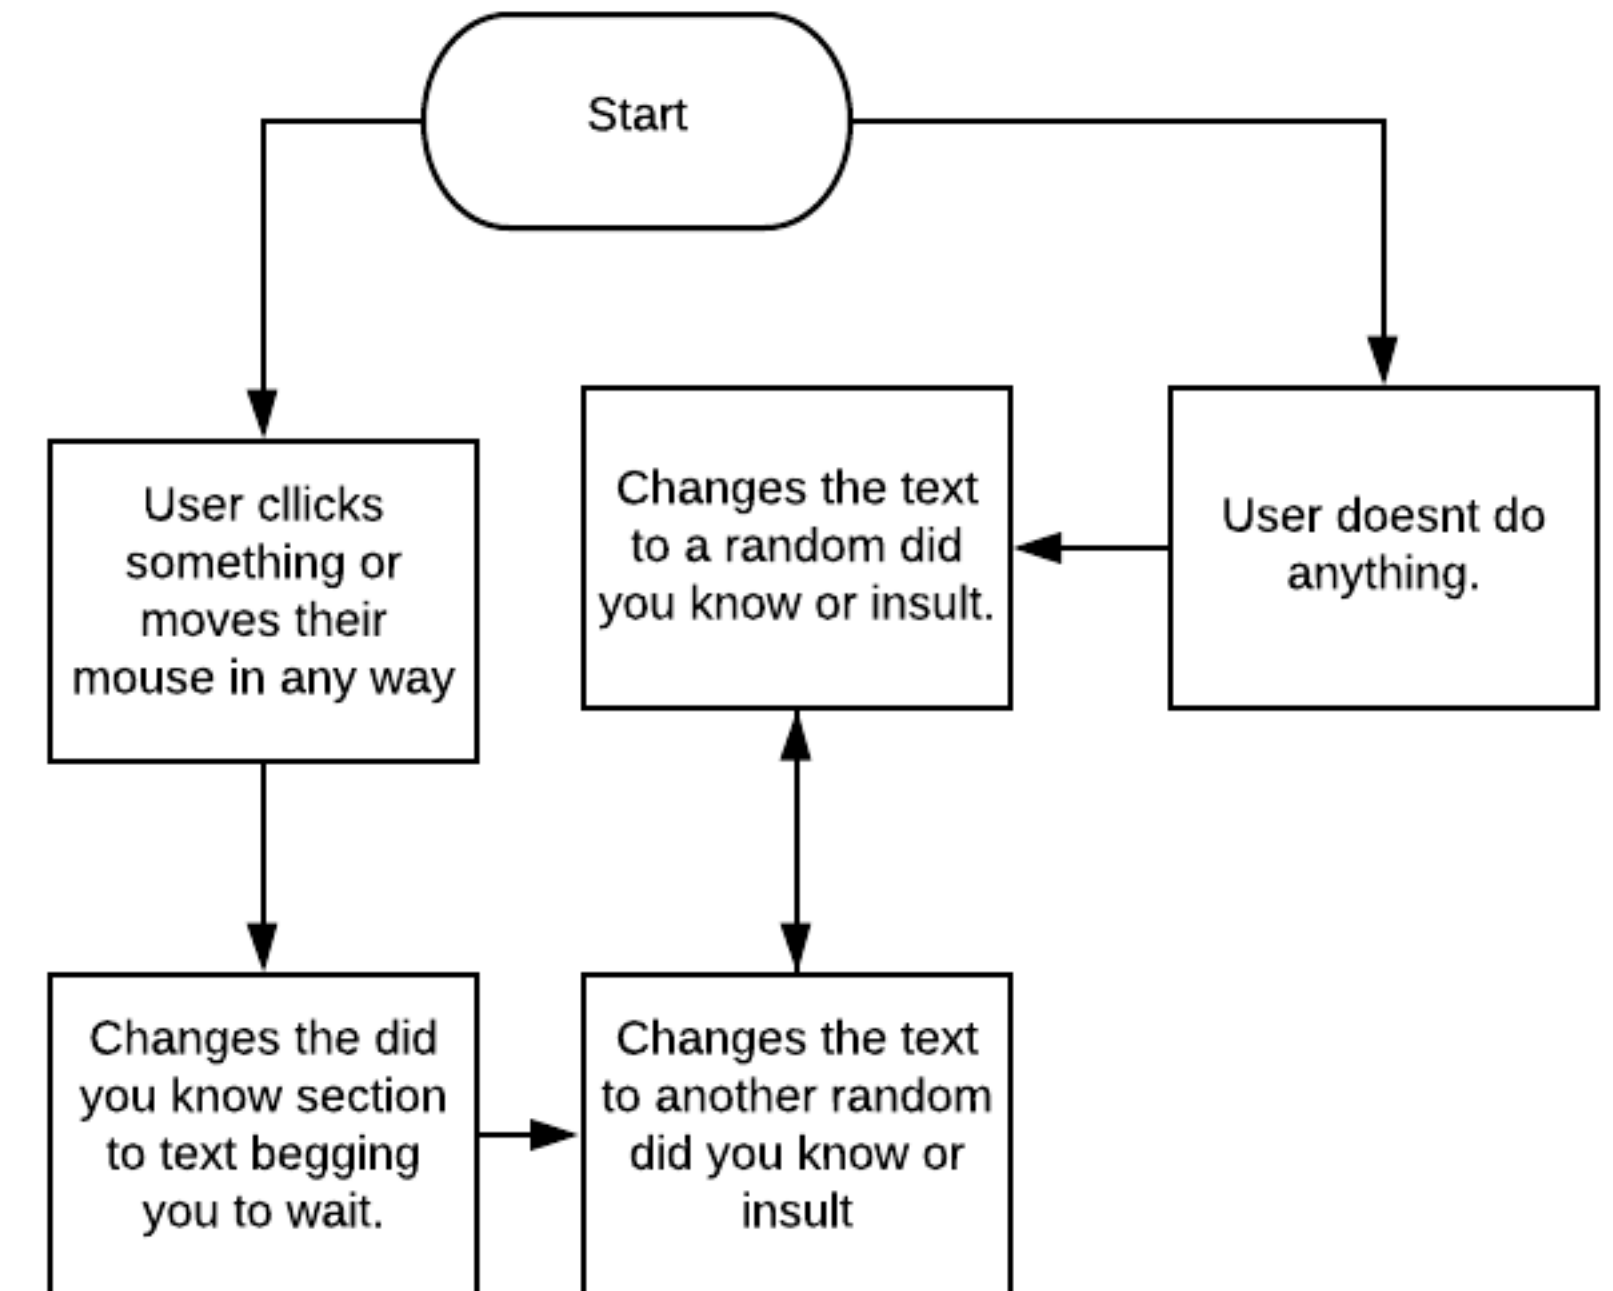 Start
User cllicks
something or
moves their
mouse in any way
Changes the text
to a random did
you know or insult.
User doesnt do
anything.
Changes the did
you know section
to text begging
you to wait.
Changes the text
to another random
did you know or
insult